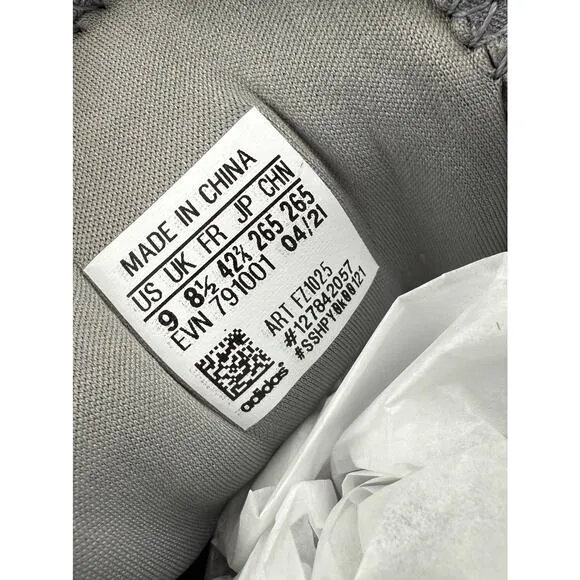 MADE IN CHINA
US UK FR JP CHN
9 8½ 42⅔ 265 265
EVN 791001 04/21
ART FZ1025
#127842057
#SSHPY0K00121
adidas®